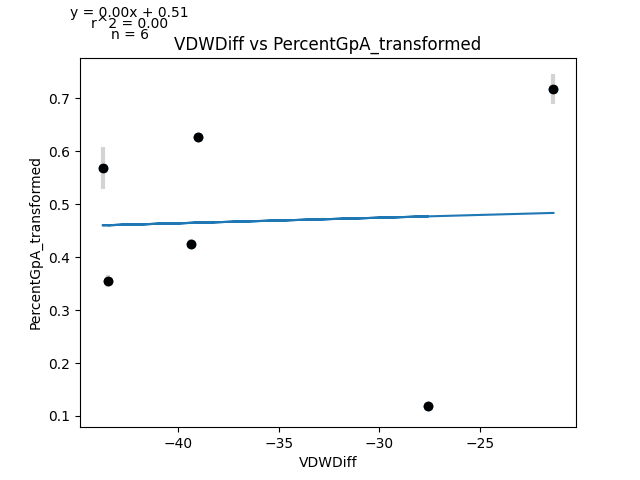 y = 0.00x + 0.51
r^2 = 0.00
n = 6
VDWDiff vs PercentGpA_transformed
PercentGpA_transformed
0.7
0.6
0.5
0.4
0.3
0.2
0.1
−40 −35 −30 −25
VDWDiff